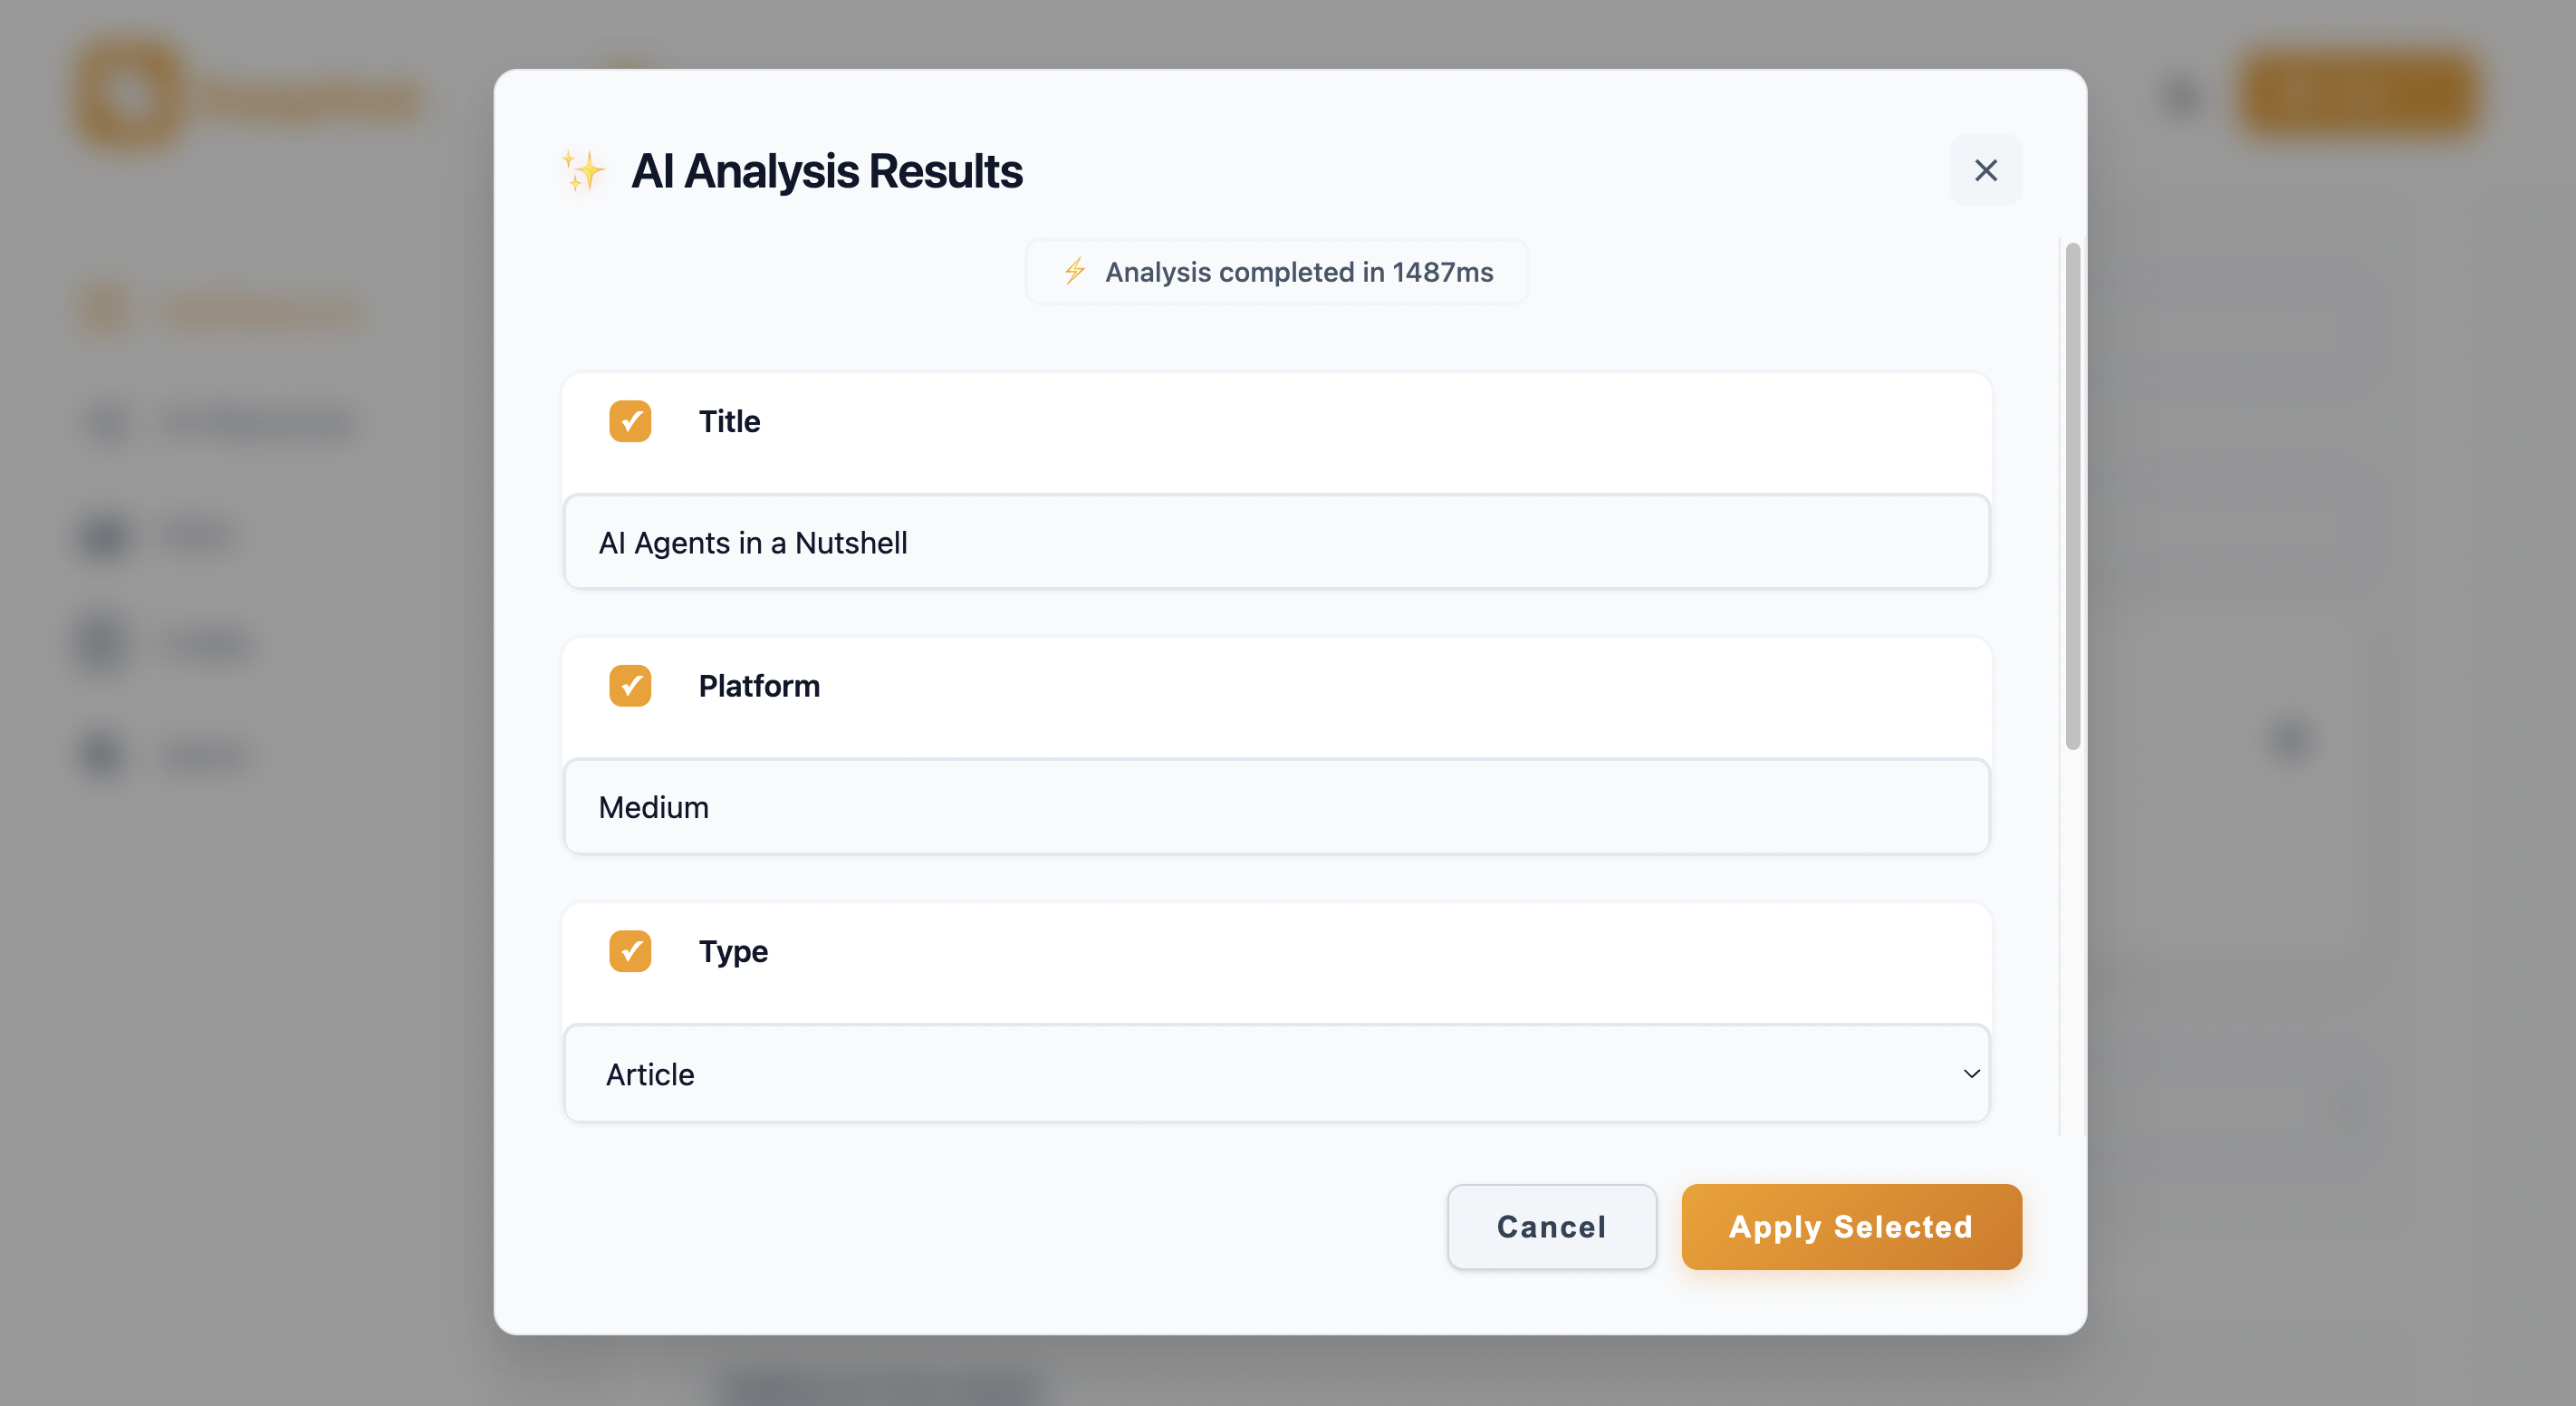 AI Analysis Results
Analysis completed in 1487ms
Title
AI Agents in a Nutshell
Platform
Medium
Type
Article
Cancel
Apply Selected